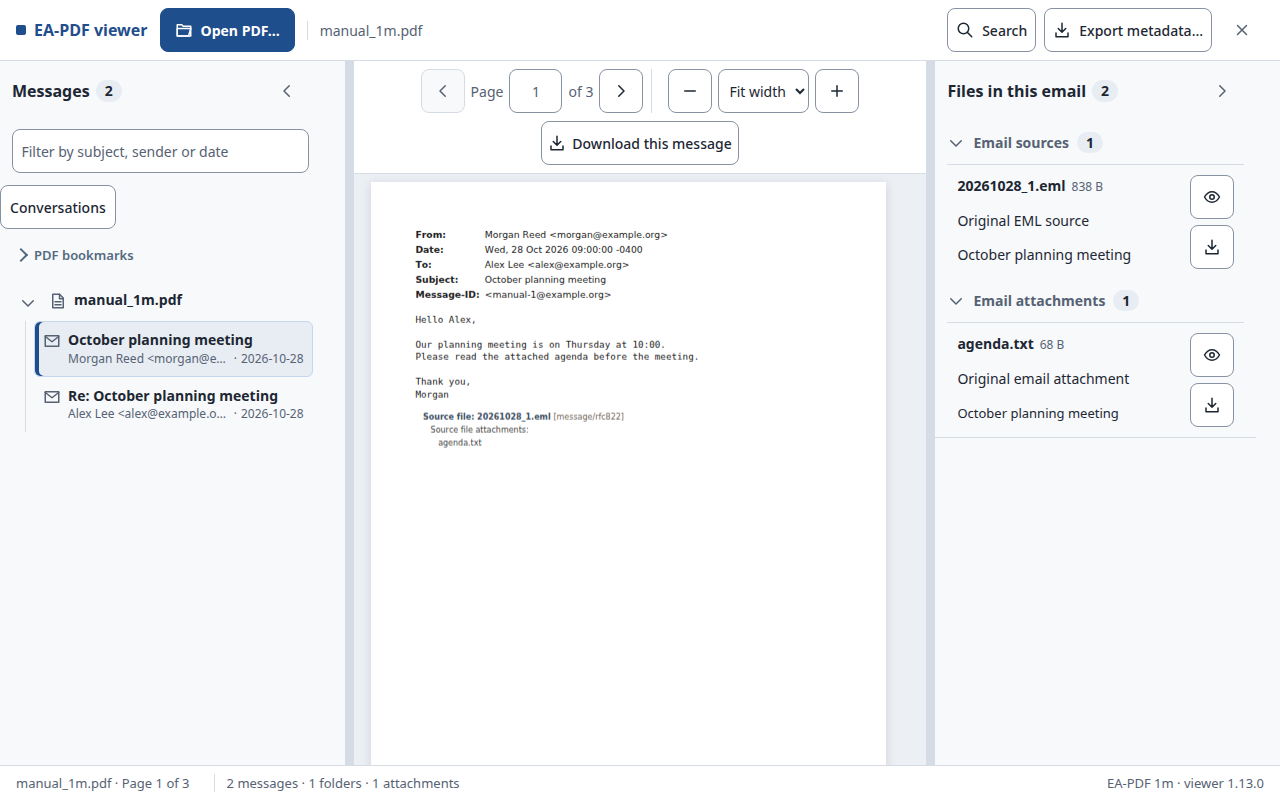 EA-PDF viewer
Open PDF...
manual_1m.pdf
Search
Export metadata...
Messages 2
Filter by subject, sender or date
Conversations
PDF bookmarks
manual_1m.pdf
October planning meeting
Morgan Reed <morgan@e... · 2026-10-28
Re: October planning meeting
Alex Lee <alex@example.o... · 2026-10-28
Page 1 of 3
Fit width
Download this message
From: Morgan Reed <morgan@example.org>
Date: Wed, 28 Oct 2026 09:00:00 -0400
To: Alex Lee <alex@example.org>
Subject: October planning meeting
Message-ID: <manual-1@example.org>
Hello Alex,
Our planning meeting is on Thursday at 10:00.
Please read the attached agenda before the meeting.
Thank you,
Morgan
Source file: 20261028_1.eml [message/rfc822]
Source file attachments:
agenda.txt
Files in this email 2
Email sources 1
20261028_1.eml 838 B
Original EML source
October planning meeting
Email attachments 1
agenda.txt 68 B
Original email attachment
October planning meeting
manual_1m.pdf · Page 1 of 3
2 messages · 1 folders · 1 attachments
EA-PDF 1m · viewer 1.13.0